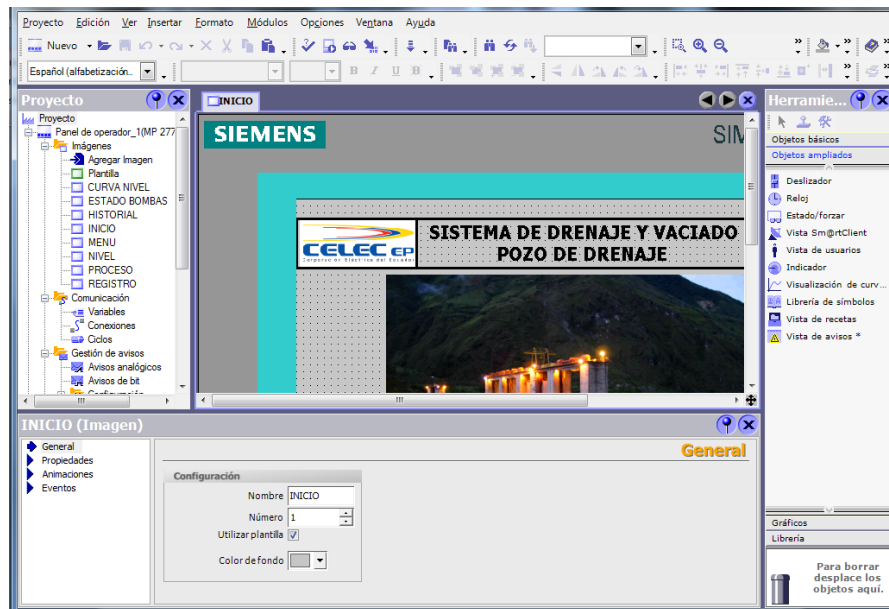 Proyecto Edición Ver Insertar Formato Módulos Opciones Ventana Ayuda
Nuevo
Español (alfabetización..
B I U B
Proyecto
Proyecto
Panel de operador_1(MP 277
Imágenes
Agregar Imagen
Plantilla
CURVA NIVEL
ESTADO BOMBAS
HISTORIAL
INICIO
MENU
NIVEL
PROCESO
REGISTRO
Comunicación
Variables
Conexiones
Ciclos
Gestión de avisos
Avisos analógicos
Avisos de bit
INICIO
SIEMENS
SIM
CELEC EP
Corporación Eléctrica del Ecuador
SISTEMA DE DRENAJE Y VACIADO
POZO DE DRENAJE
Herramie...
Objetos básicos
Objetos ampliados
Deslizador
Reloj
Estado/forzar
Vista Sm@rtClient
Vista de usuarios
Indicador
Visualización de curv...
Librería de símbolos
Vista de recetas
Vista de avisos *
Gráficos
Librería
Para borrar
desplace los
objetos aquí.
INICIO (Imagen)
General
Propiedades
Animaciones
Eventos
General
Configuración
Nombre INICIO
Número 1
Utilizar plantilla
Color de fondo